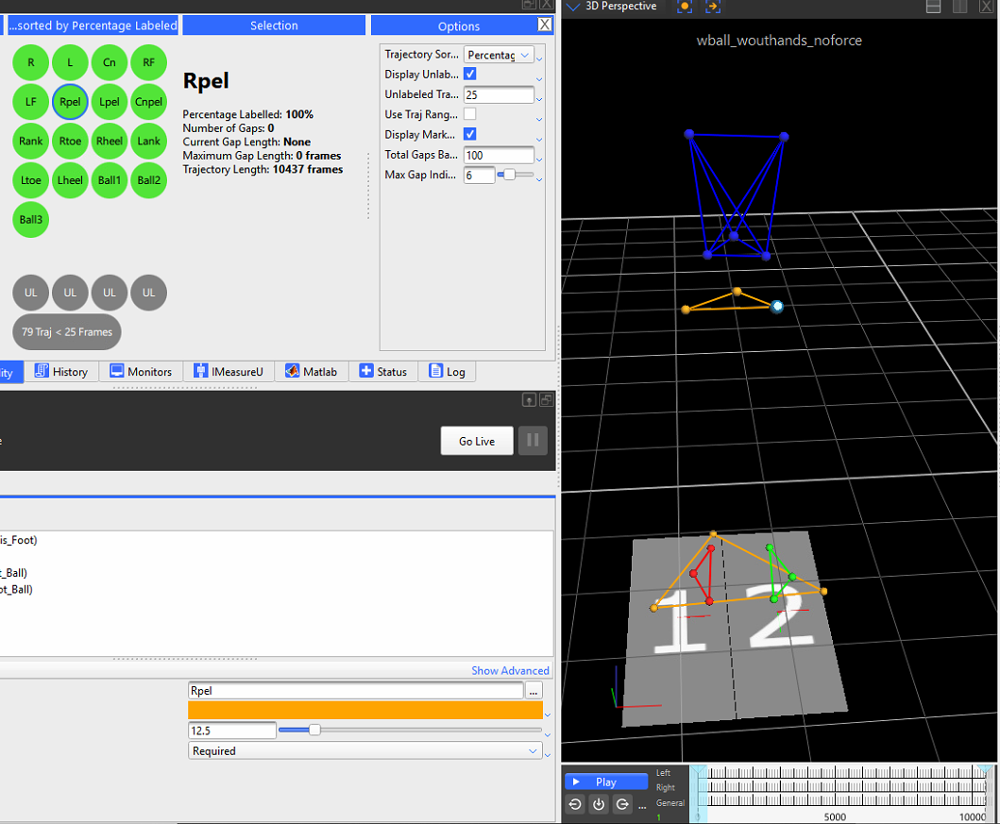 ...sorted by Percentage Labeled
Selection
Options
X
R
L
Cn
RF
LF
Rpel
Lpel
Cnpel
Rank
Rtoe
Rheel
Lank
Ltoe
Lheel
Ball1
Ball2
Ball3
UL
UL
UL
UL
79 Traj < 25 Frames
Rpel
Percentage Labelled: 100%
Number of Gaps: 0
Current Gap Length: None
Maximum Gap Length: 0 frames
Trajectory Length: 10437 frames
Trajectory Sor... Percentag
Display Unlab...
Unlabeled Tra... 25
Use Traj Rang...
Display Mark...
Total Gaps Ba... 100
Max Gap Indi... 6
ity
History
Monitors
IMeasureU
Matlab
Status
Log
e
Go Live
is_Foot)
t_Ball)
ot_Ball)
Show Advanced
Rpel
...
12.5
Required
3D Perspective
wball_wouthands_noforce
1
2
Play
...
Left
Right
General
1
0
5000
10000